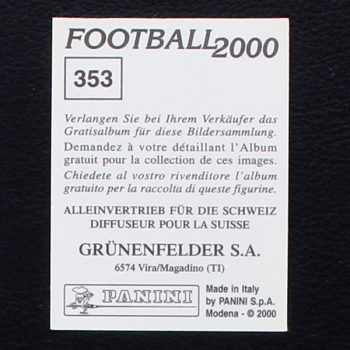 FOOTBALL 2000
353
Verlangen Sie bei Ihrem Verkäufer das
Gratisalbum für diese Bildersammlung.
Demandez à votre détaillant l'Album
gratuit pour la collection de ces images.
Chiedete al vostro rivenditore l'album
gratuito per la raccolta di queste figurine.
ALLEINVERTRIEB FÜR DIE SCHWEIZ
DIFFUSEUR POUR LA SUISSE
GRÜNENFELDER S.A.
6574 Vira/Magadino (TI)
PANINI
Made in Italy
by PANINI S.p.A.
Modena - © 2000